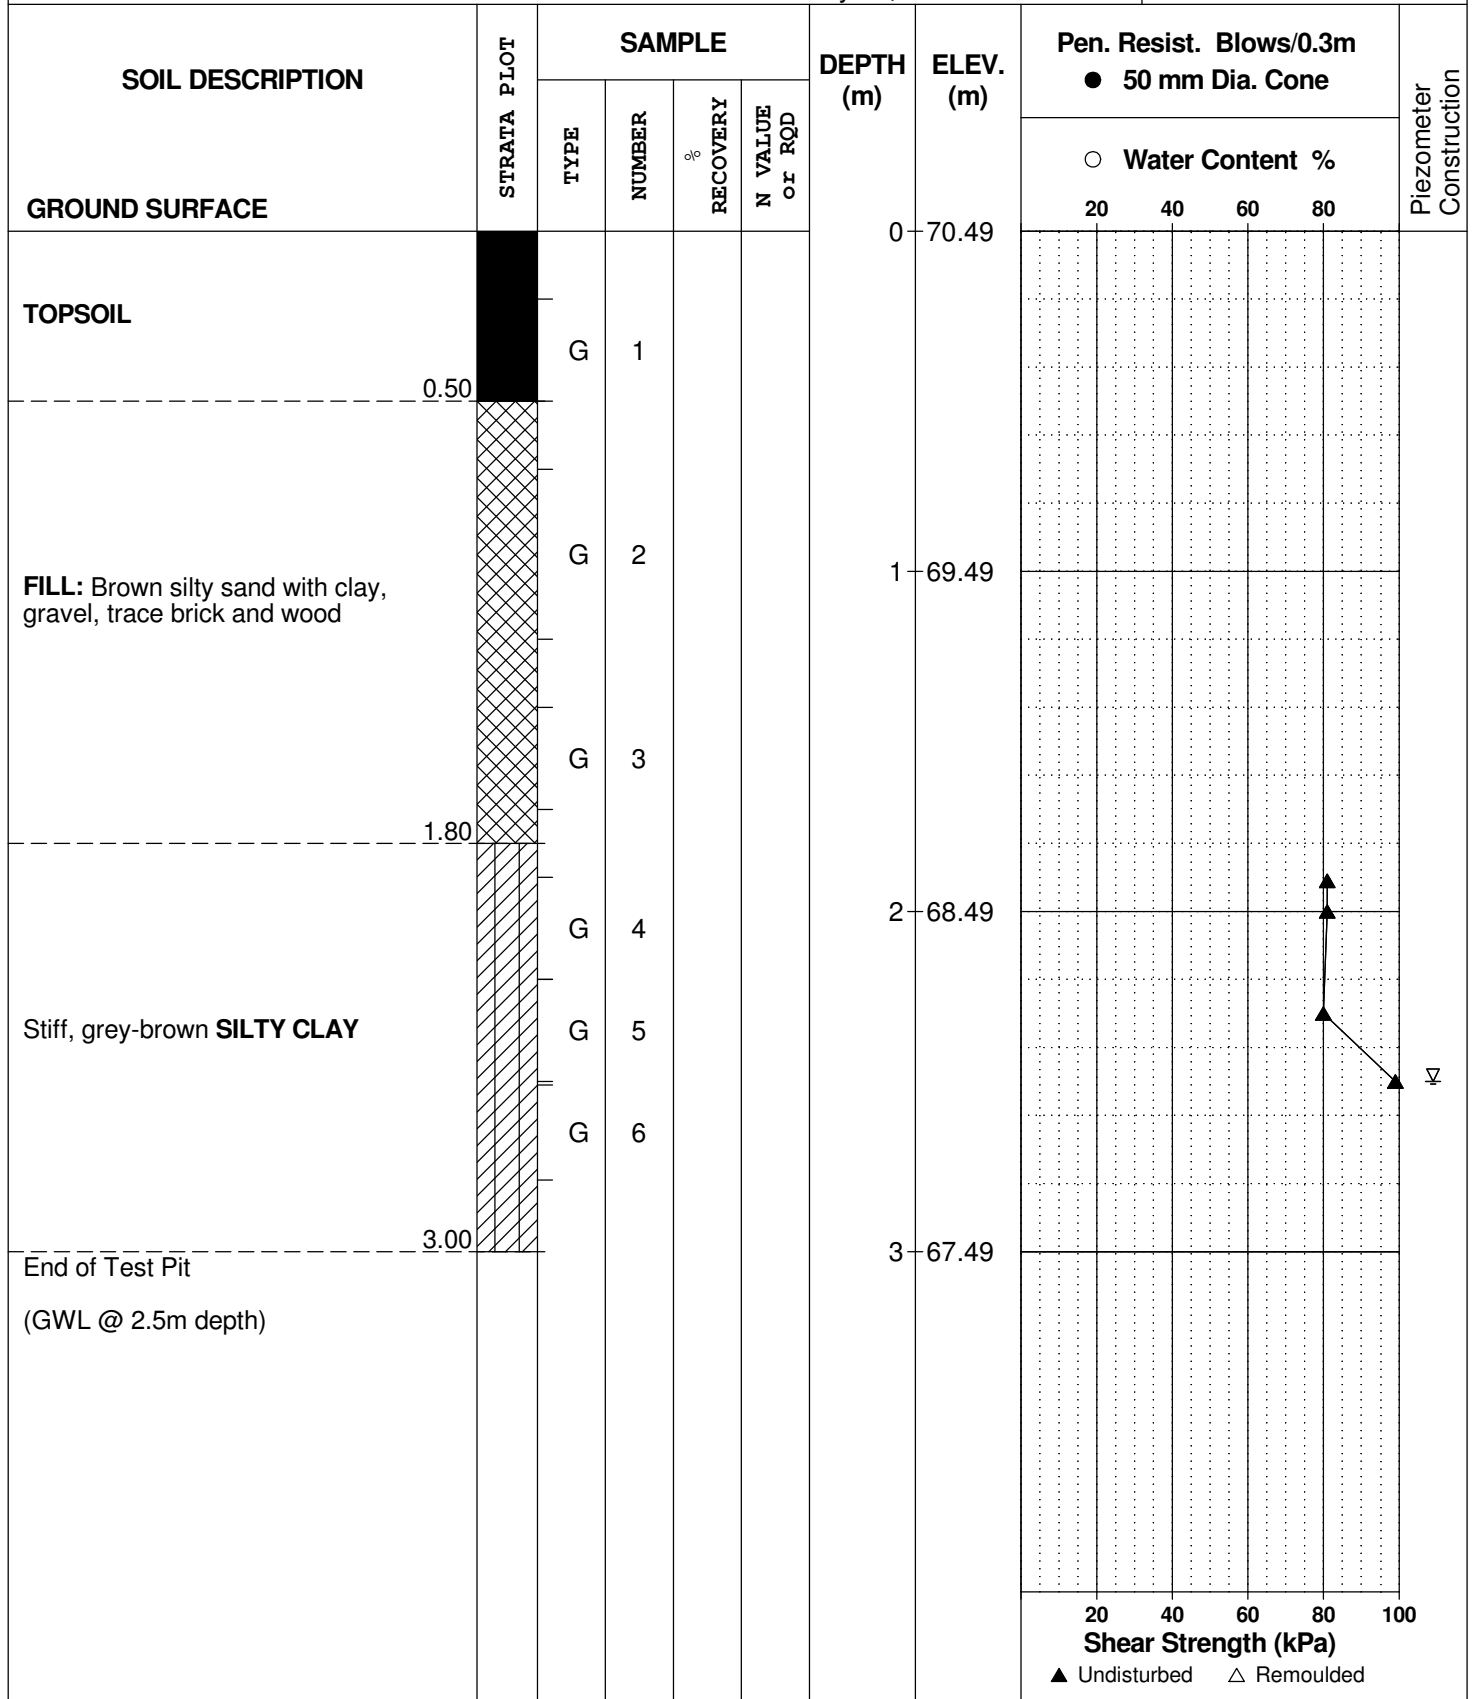 SOIL DESCRIPTION
GROUND SURFACE
STRATA PLOT
SAMPLE
TYPE
NUMBER
%
RECOVERY
N VALUE
or RQD
DEPTH
(m)
ELEV.
(m)
Pen. Resist. Blows/0.3m
● 50 mm Dia. Cone
○ Water Content %
20 40 60 80
Piezometer
Construction
0 70.49
TOPSOIL
G 1
0.50
G 2
1 69.49
FILL: Brown silty sand with clay,
gravel, trace brick and wood
G 3
1.80
2 68.49
G 4
Stiff, grey-brown SILTY CLAY
G 5
G 6
3.00
3 67.49
End of Test Pit
(GWL @ 2.5m depth)
20 40 60 80 100
Shear Strength (kPa)
▲ Undisturbed △ Remoulded